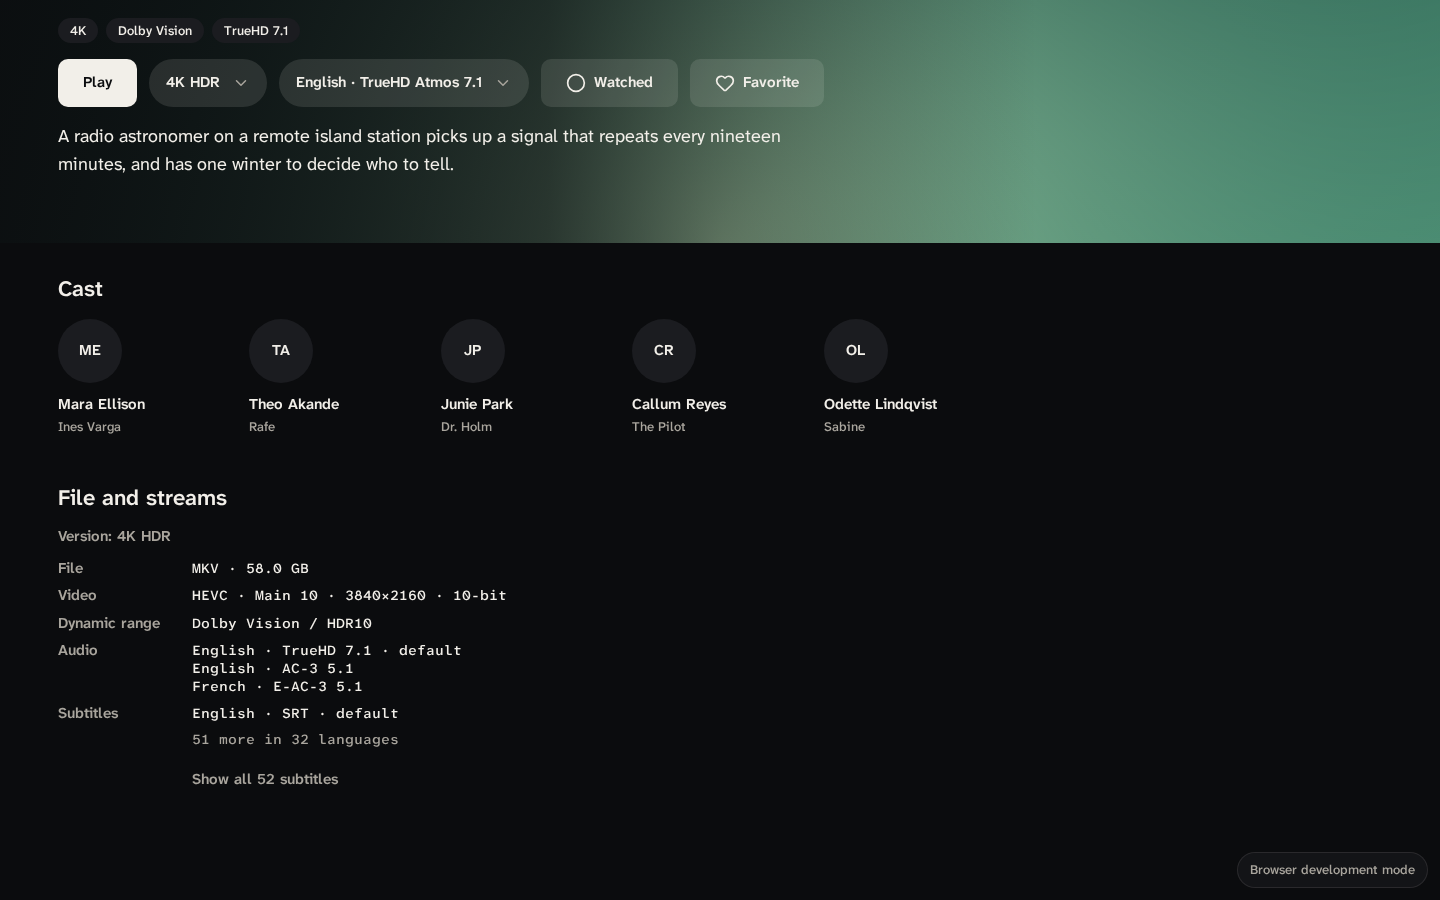 4K Dolby Vision TrueHD 7.1
Play 4K HDR English · TrueHD Atmos 7.1 Watched Favorite
A radio astronomer on a remote island station picks up a signal that repeats every nineteen
minutes, and has one winter to decide who to tell.
Cast
ME TA JP CR OL
Mara Ellison Theo Akande Junie Park Callum Reyes Odette Lindqvist
Ines Varga Rafe Dr. Holm The Pilot Sabine
File and streams
Version: 4K HDR
File MKV · 58.0 GB
Video HEVC · Main 10 · 3840×2160 · 10-bit
Dynamic range Dolby Vision / HDR10
Audio English · TrueHD 7.1 · default
English · AC-3 5.1
French · E-AC-3 5.1
Subtitles English · SRT · default
51 more in 32 languages
Show all 52 subtitles
Browser development mode